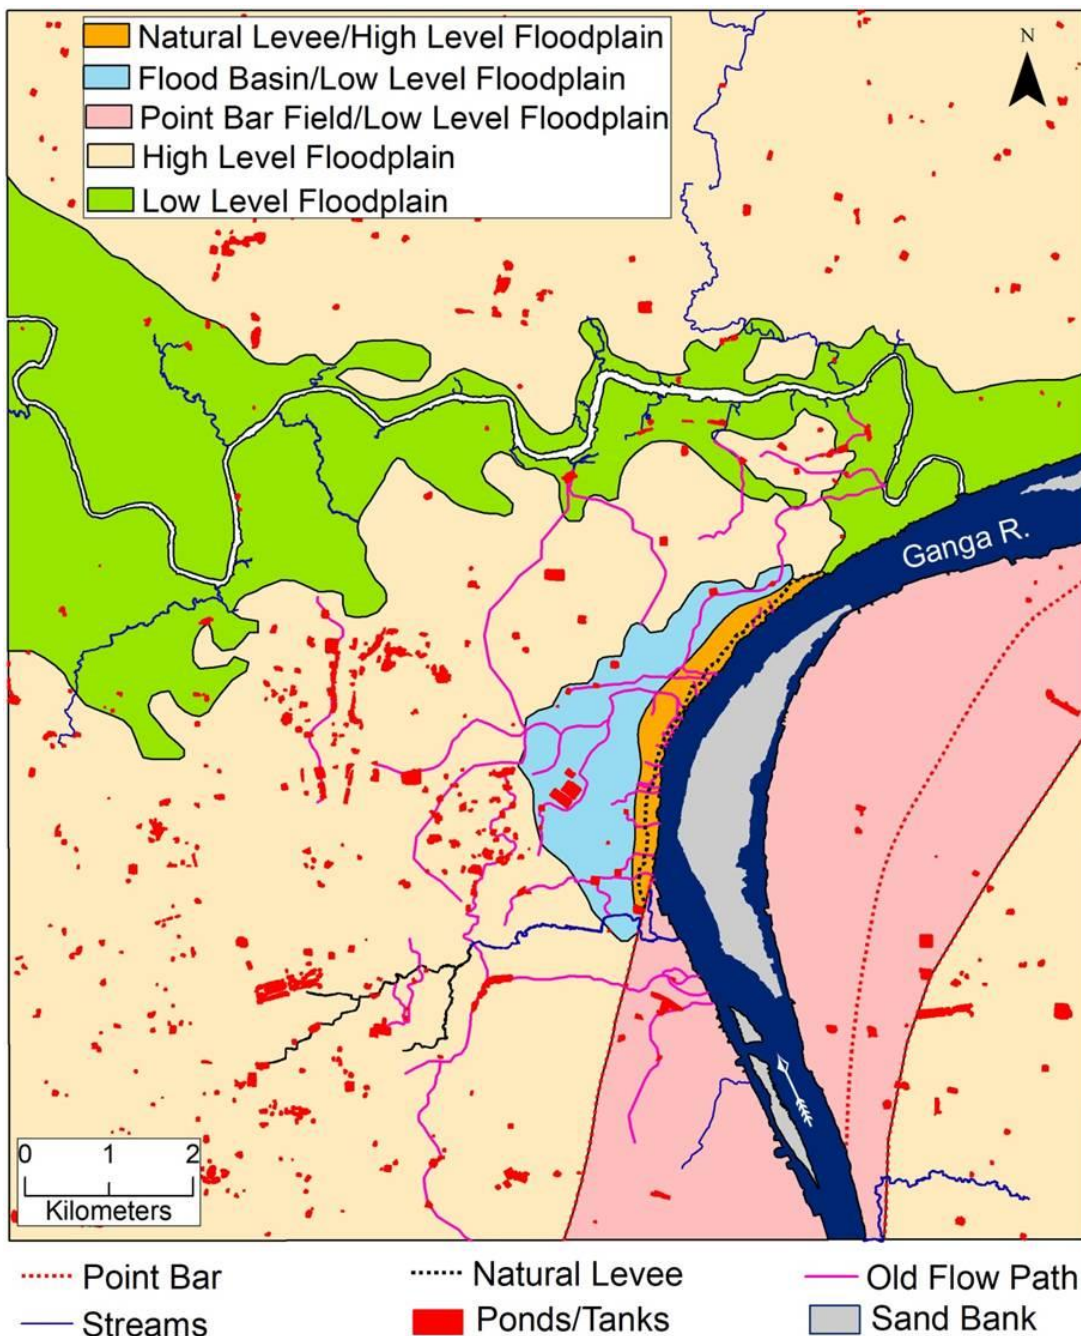 Natural Levee/High Level Floodplain
Flood Basin/Low Level Floodplain
Point Bar Field/Low Level Floodplain
High Level Floodplain
Low Level Floodplain
N
Ganga R.
0 1 2
Kilometers
Point Bar
Natural Levee
Old Flow Path
Streams
Ponds/Tanks
Sand Bank